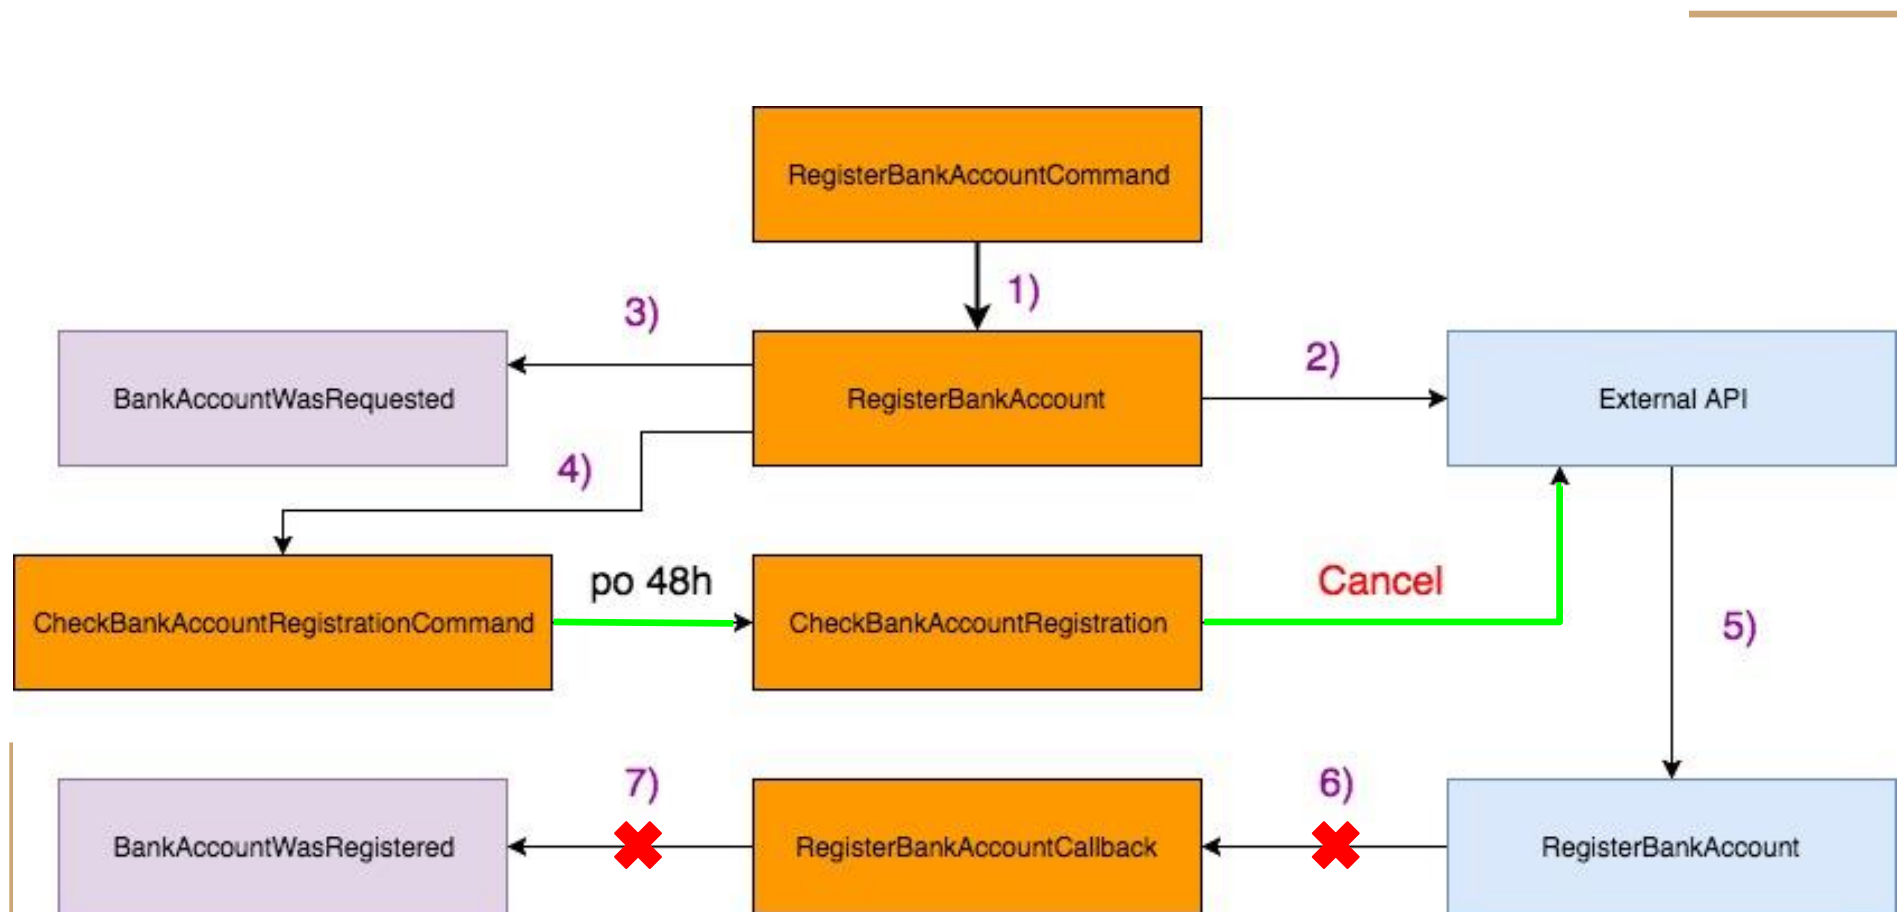 RegisterBankAccountCommand
1)
3)
2)
BankAccountWasRequested
RegisterBankAccount
External API
4)
po 48h
Cancel
CheckBankAccountRegistrationCommand
CheckBankAccountRegistration
5)
7)
6)
BankAccountWasRegistered
RegisterBankAccountCallback
RegisterBankAccount